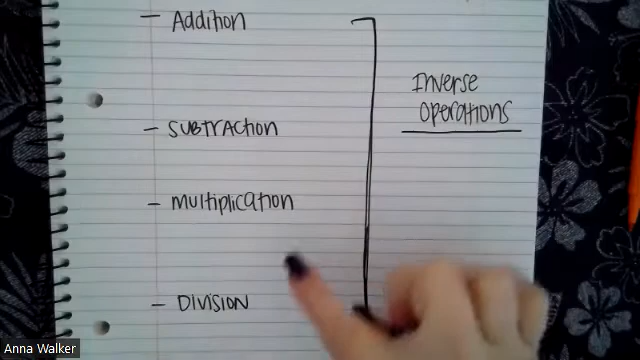 - Addition
- SUBTRACTION
- Multiplication
- DIVISION
Inverse
Operations
Anna Walker